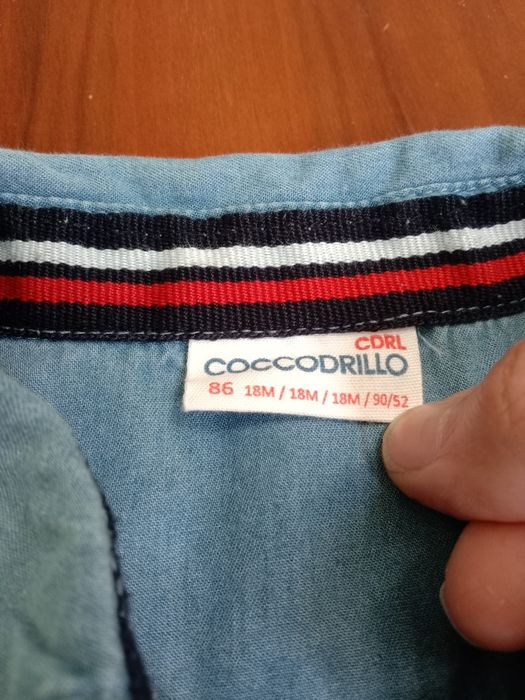 CDRL
COCCODRILLO
86 18M / 18M / 18M / 90/52